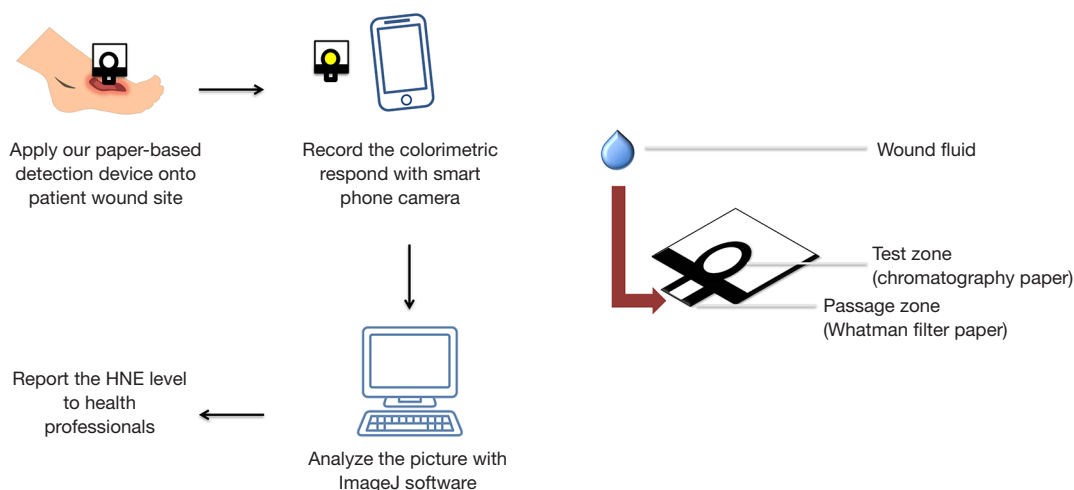 Apply our paper-based
detection device onto
patient wound site
Record the colorimetric
respond with smart
phone camera
Analyze the picture with
ImageJ software
Report the HNE level
to health
professionals
Wound fluid
Test zone
(chromatography paper)
Passage zone
(Whatman filter paper)